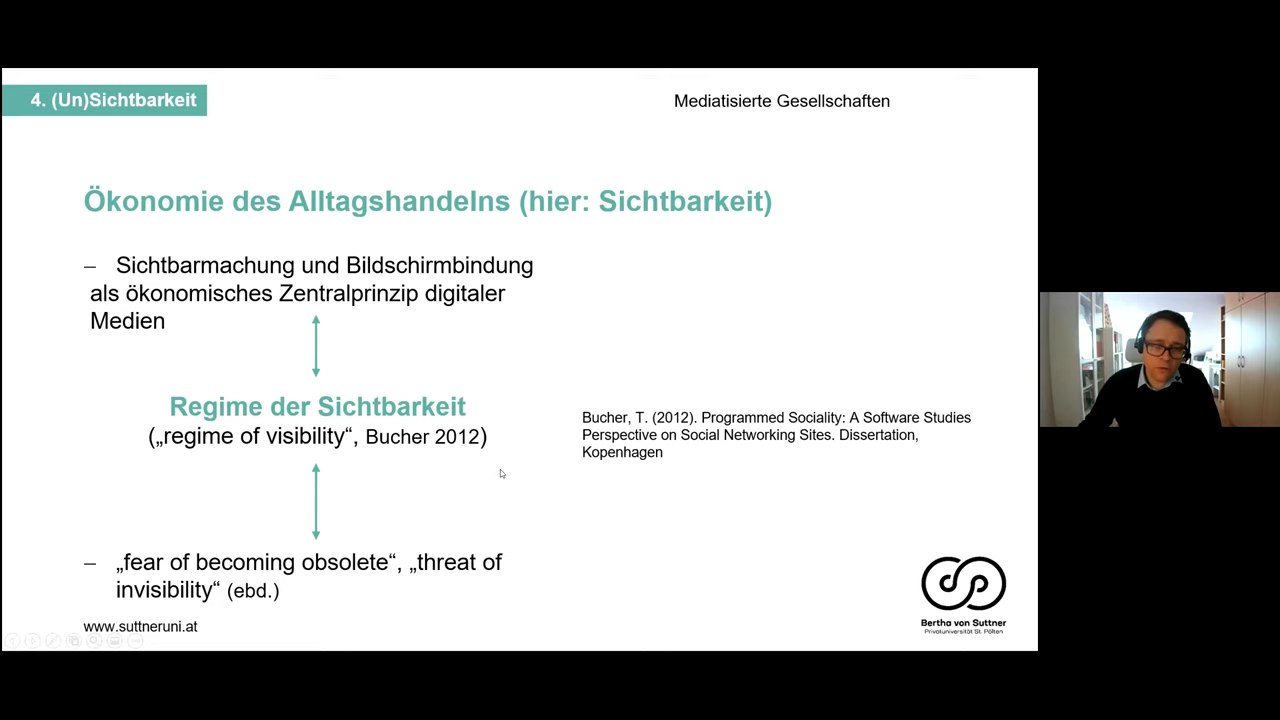 4. (Un)Sichtbarkeit
Mediatisierte Gesellschaften
Ökonomie des Alltagshandelns (hier: Sichtbarkeit)
– Sichtbarmachung und Bildschirmbindung
als ökonomisches Zentralprinzip digitaler
Medien
Regime der Sichtbarkeit
(„regime of visibility“, Bucher 2012)
Bucher, T. (2012). Programmed Sociality: A Software Studies
Perspective on Social Networking Sites. Dissertation,
Kopenhagen
– „fear of becoming obsolete“, „threat of
invisibility“ (ebd.)
www.suttneruni.at
Bertha von Suttner
Privatuniversität St. Pölten